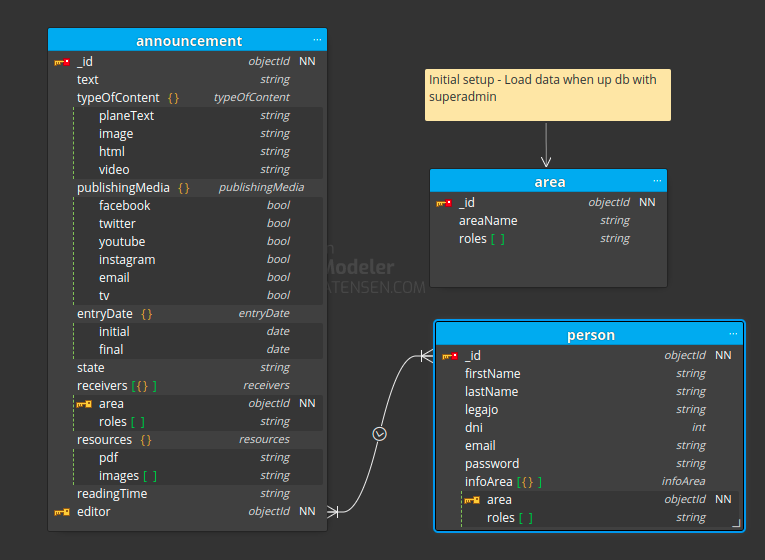 announcement ...
_id objectId NN
text string
typeOfContent {} typeOfContent
planeText string
image string
html string
video string
publishingMedia {} publishingMedia
facebook bool
twitter bool
youtube bool
instagram bool
email bool
tv bool
entryDate {} entryDate
initial date
final date
state string
receivers [{}] receivers
area objectId NN
roles [ ] string
resources {} resources
pdf string
images [ ] string
readingTime string
editor objectId NN
Initial setup - Load data when up db with
superadmin
area ...
_id objectId NN
areaName string
roles [ ] string
Modeler
ATENSEN.COM
person ...
_id objectId NN
firstName string
lastName string
legajo string
dni int
email string
password string
infoArea [{}] infoArea
area objectId NN
roles [ ] string